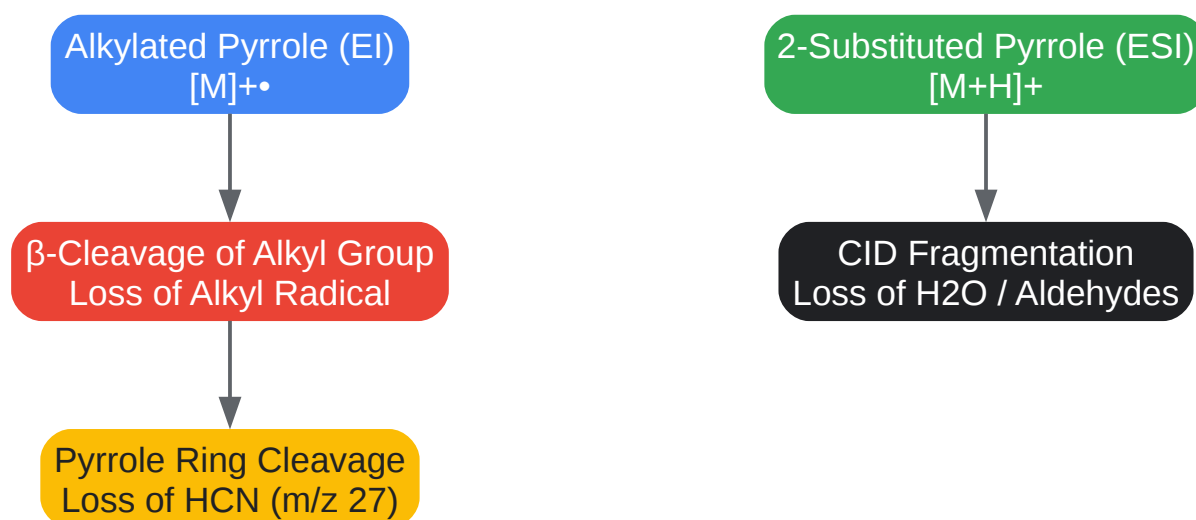 Alkylated Pyrrole (EI)
[M]+•
2-Substituted Pyrrole (ESI)
[M+H]+
β-Cleavage of Alkyl Group
Loss of Alkyl Radical
CID Fragmentation
Loss of H2O / Aldehydes
Pyrrole Ring Cleavage
Loss of HCN (m/z 27)